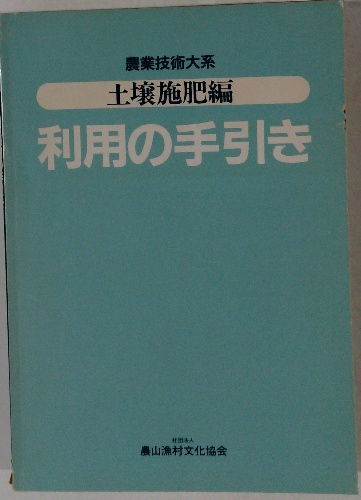 農業技術大系
土壌施肥編
利用の手引き
社団法人
農山漁村文化協会